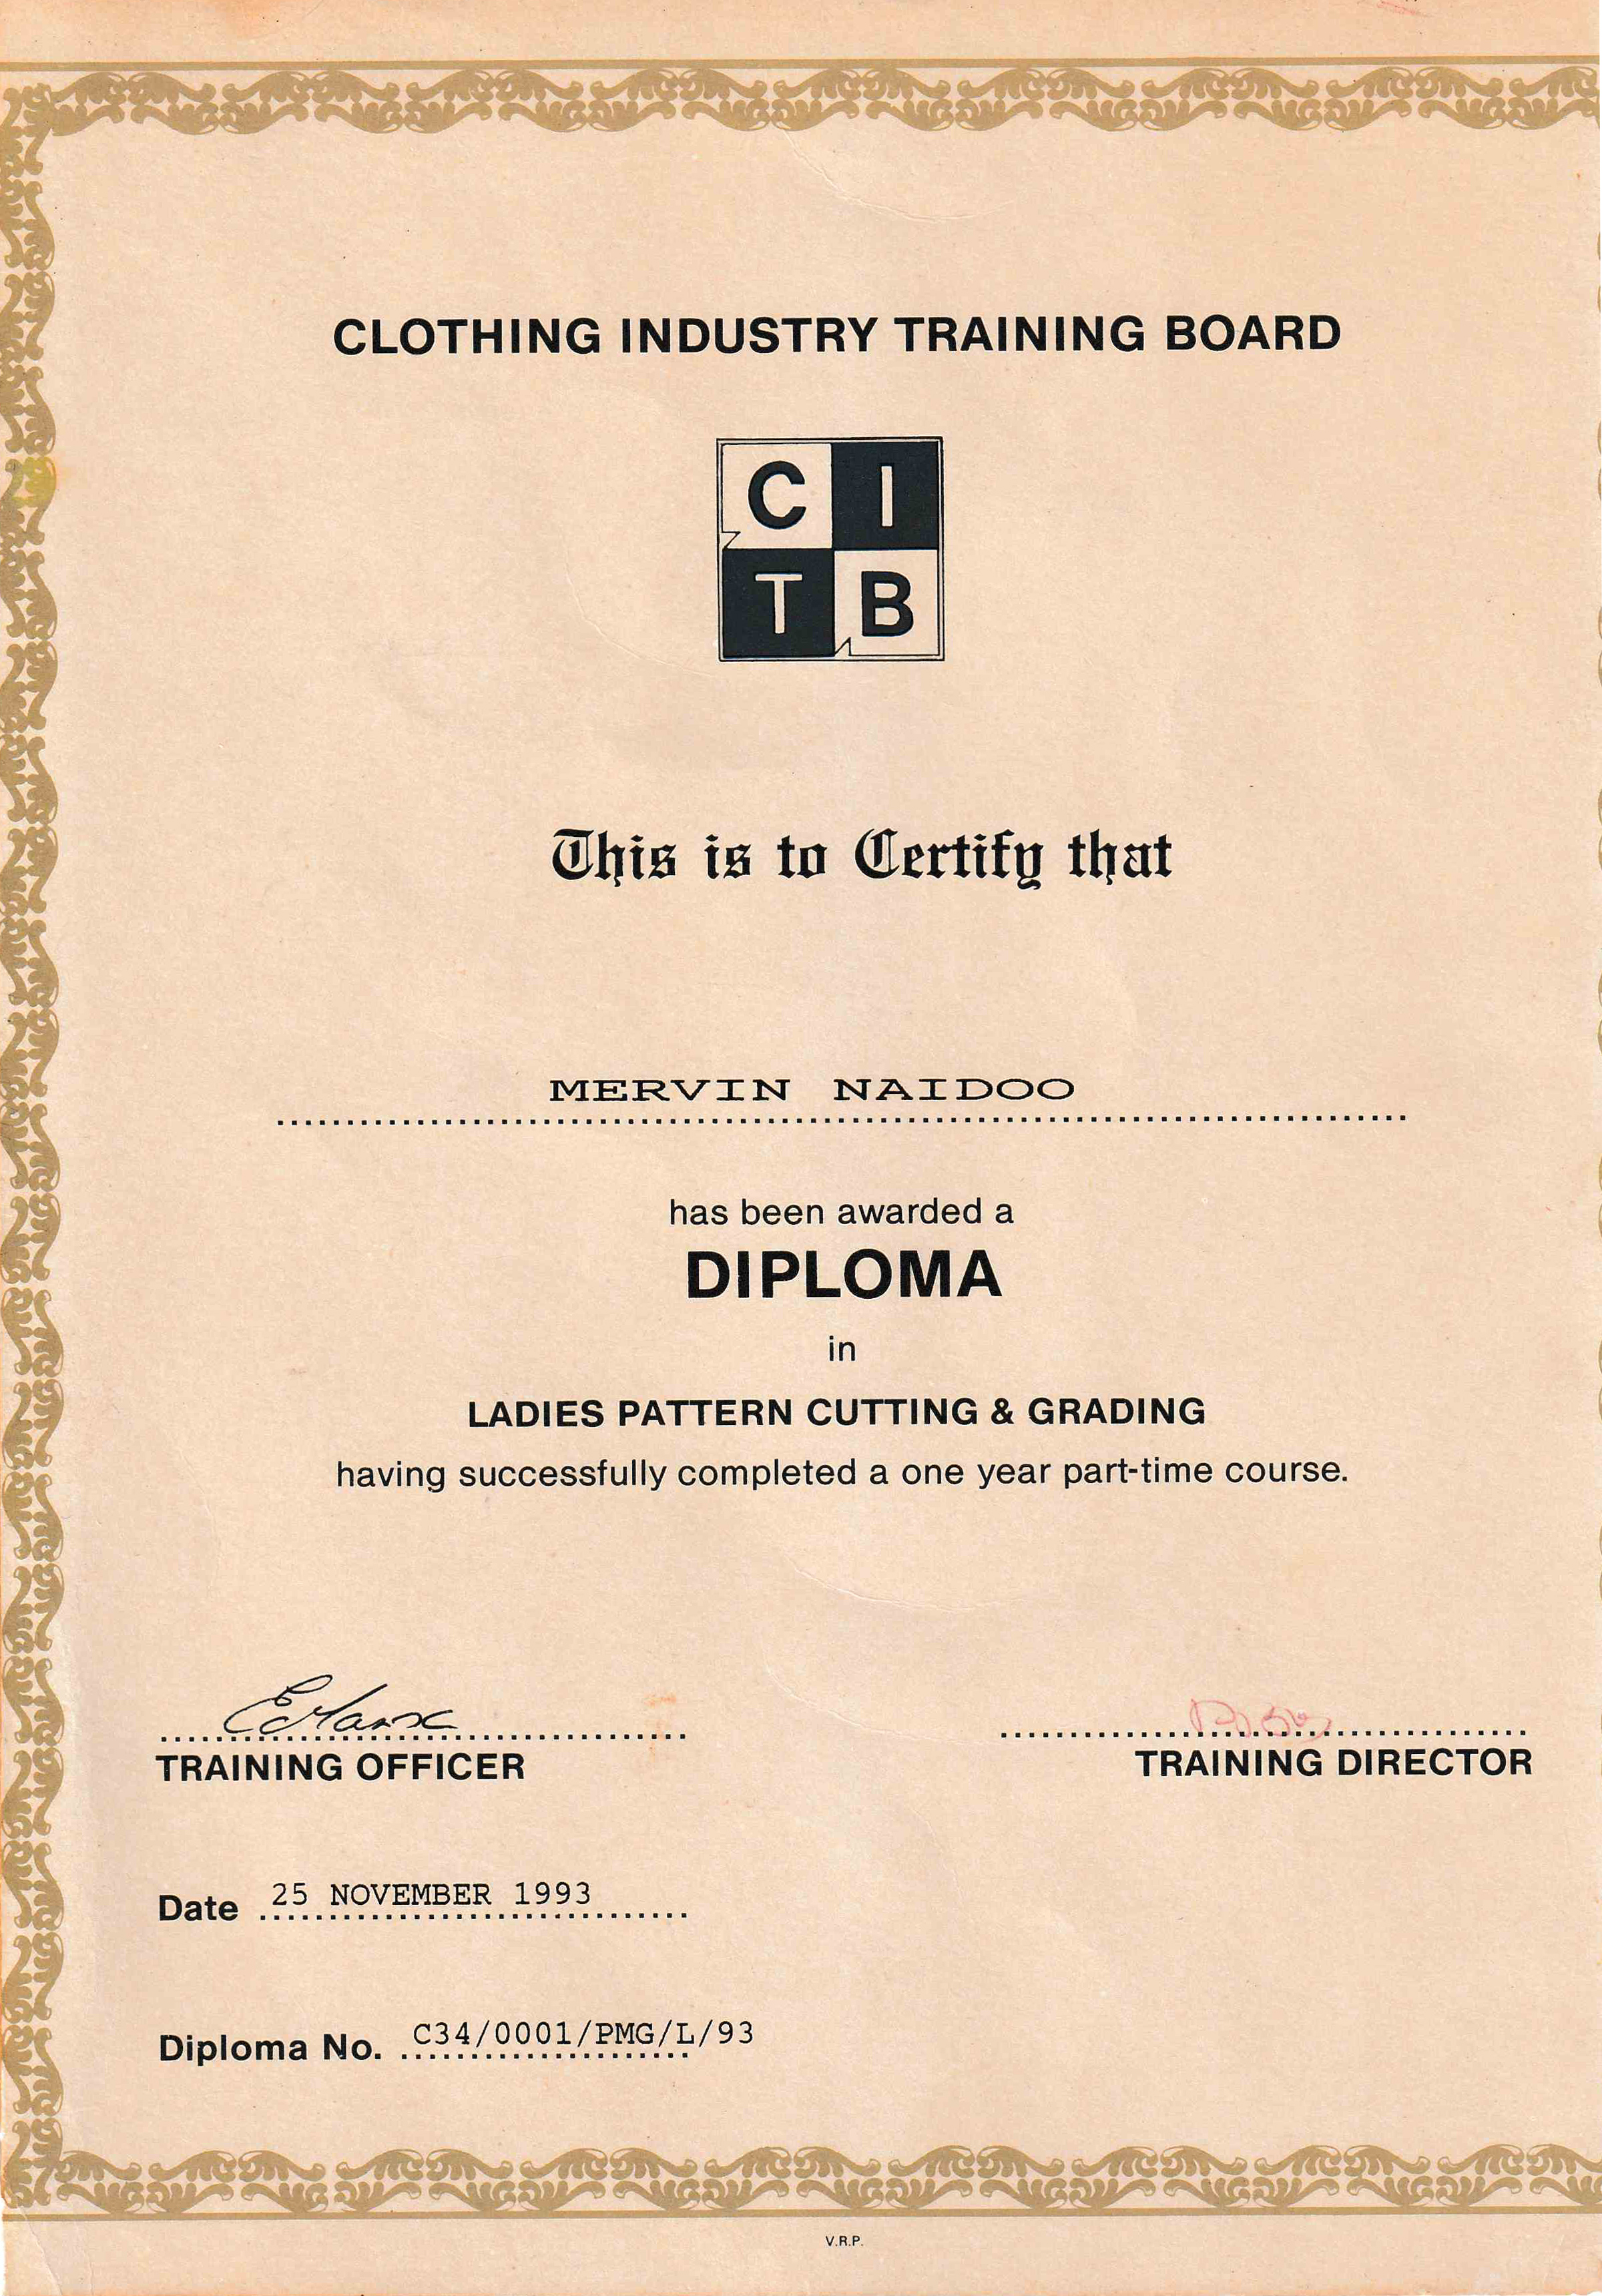 CLOTHING INDUSTRY TRAINING BOARD
C I
T B
This is to Certify that
MERVIN NAIDOO
has been awarded a
DIPLOMA
in
LADIES PATTERN CUTTING & GRADING
having successfully completed a one year part-time course.
TRAINING OFFICER
TRAINING DIRECTOR
Date 25 NOVEMBER 1993
Diploma No. C34/0001/PMG/L/93
V.R.P.